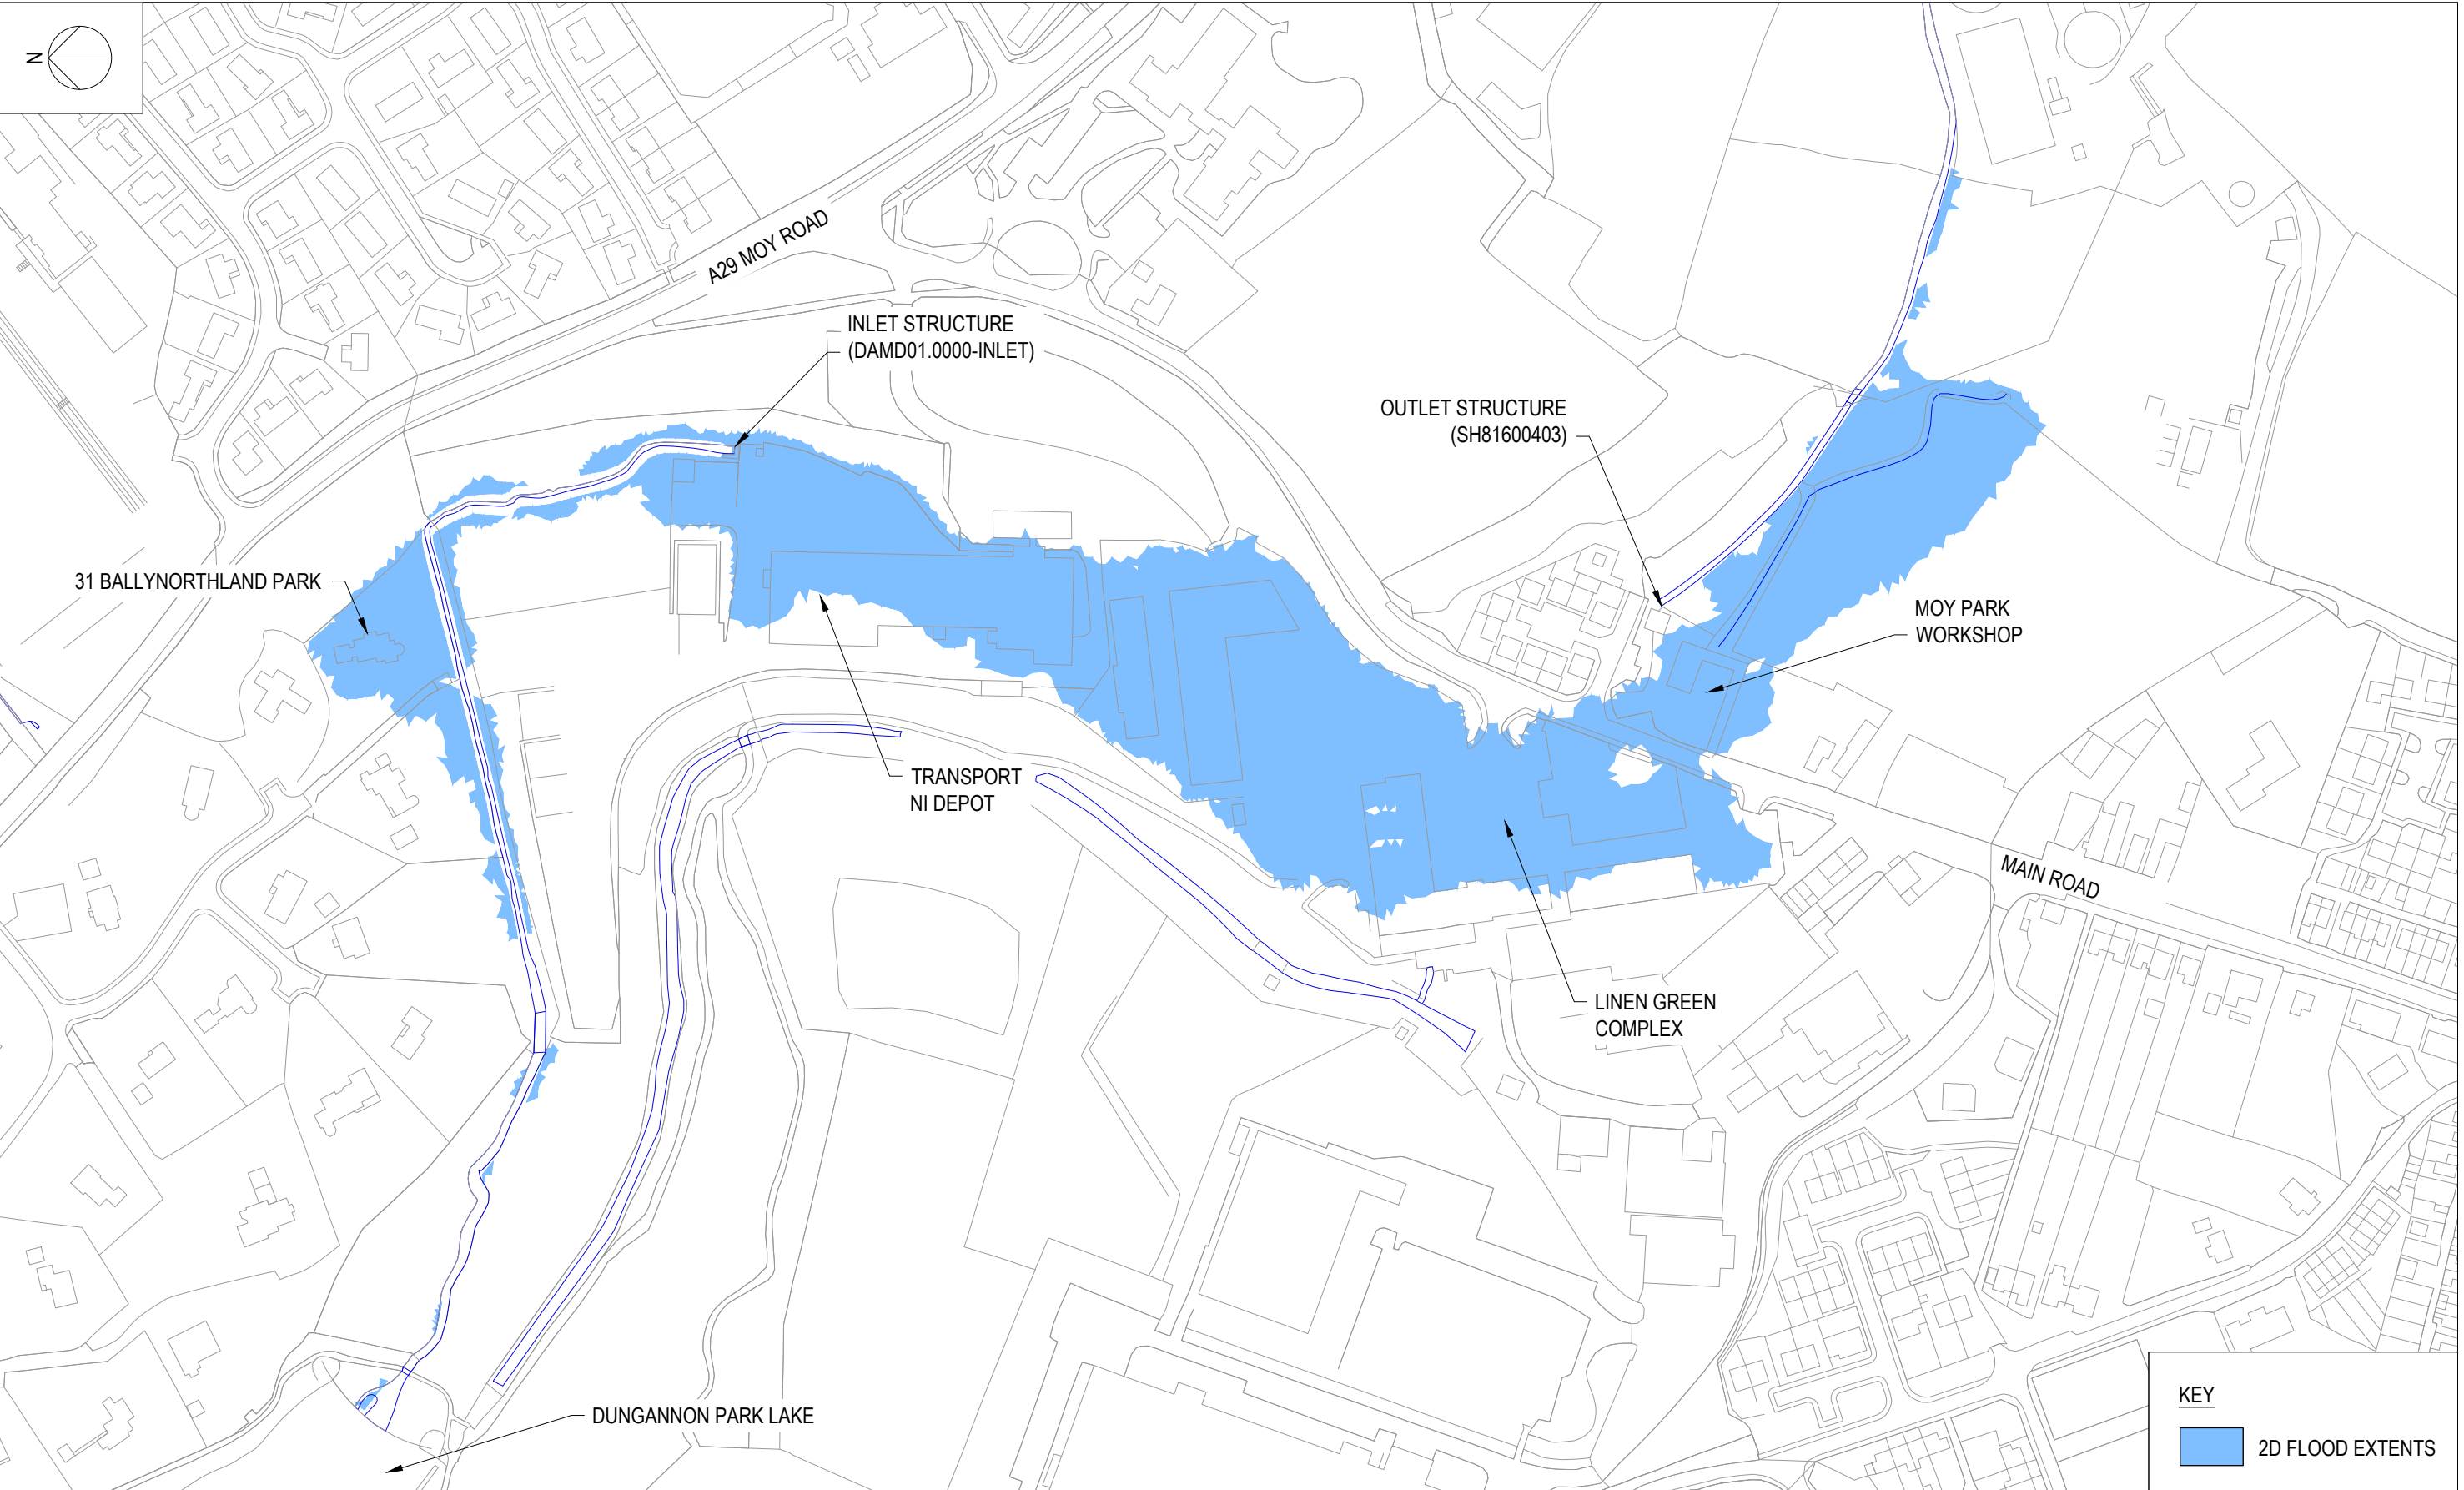 N
A29 MOY ROAD
INLET STRUCTURE
(DAMD01.0000-INLET)
OUTLET STRUCTURE
(SH81600403)
31 BALLYNORTHLAND PARK
MOY PARK
WORKSHOP
TRANSPORT
NI DEPOT
MAIN ROAD
LINEN GREEN
COMPLEX
DUNGANNON PARK LAKE
KEY
2D FLOOD EXTENTS